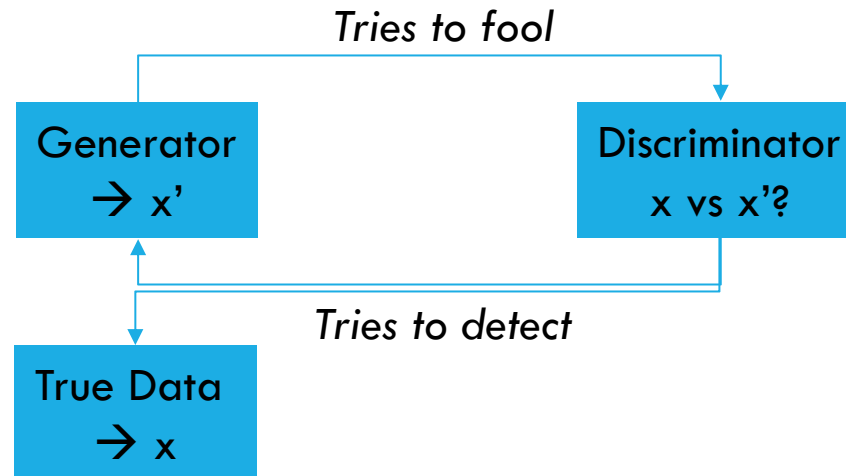 Tries to fool
Generator
→ x’
Discriminator
x vs x’?
Tries to detect
True Data
→ x